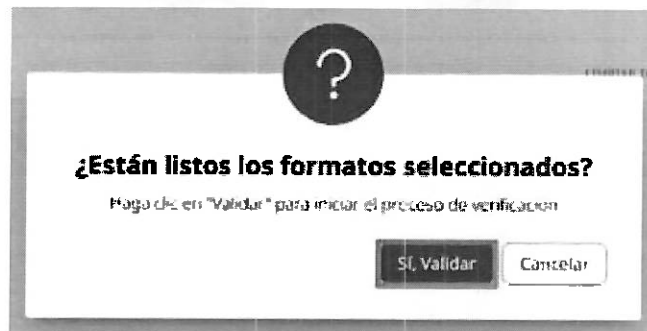 ?
¿Están listos los formatos seleccionados?
Haga clic en "Validar" para iniciar el proceso de verificación
Sí, Validar
Cancelar